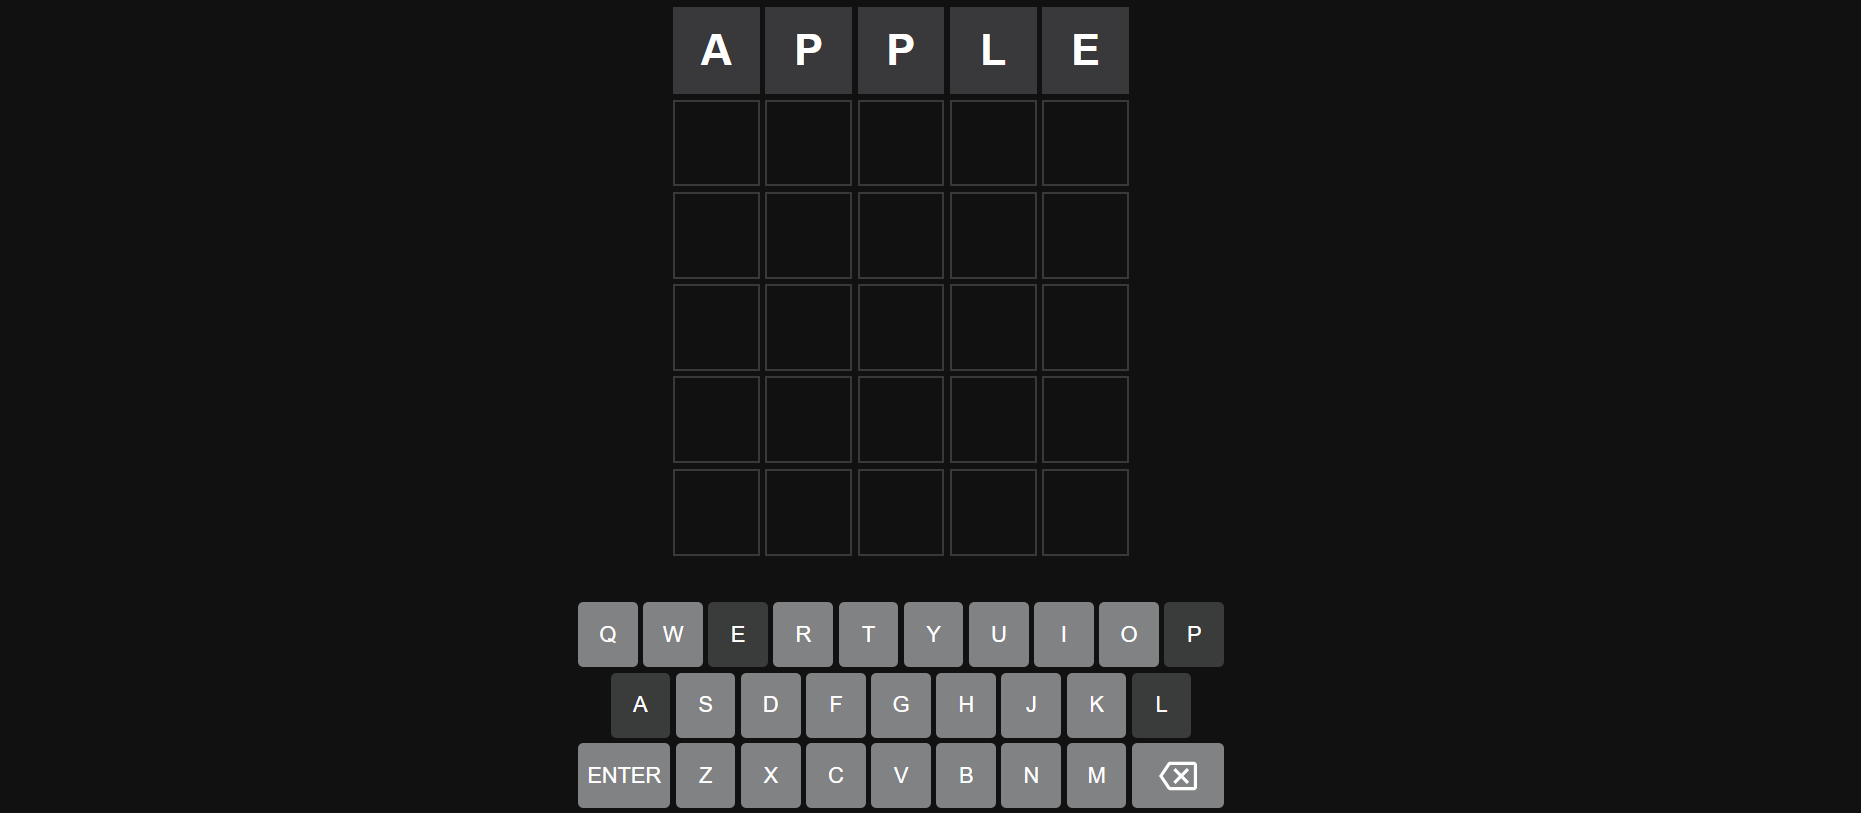 A P P L E
Q W E R T Y U I O P
A S D F G H J K L
ENTER Z X C V B N M